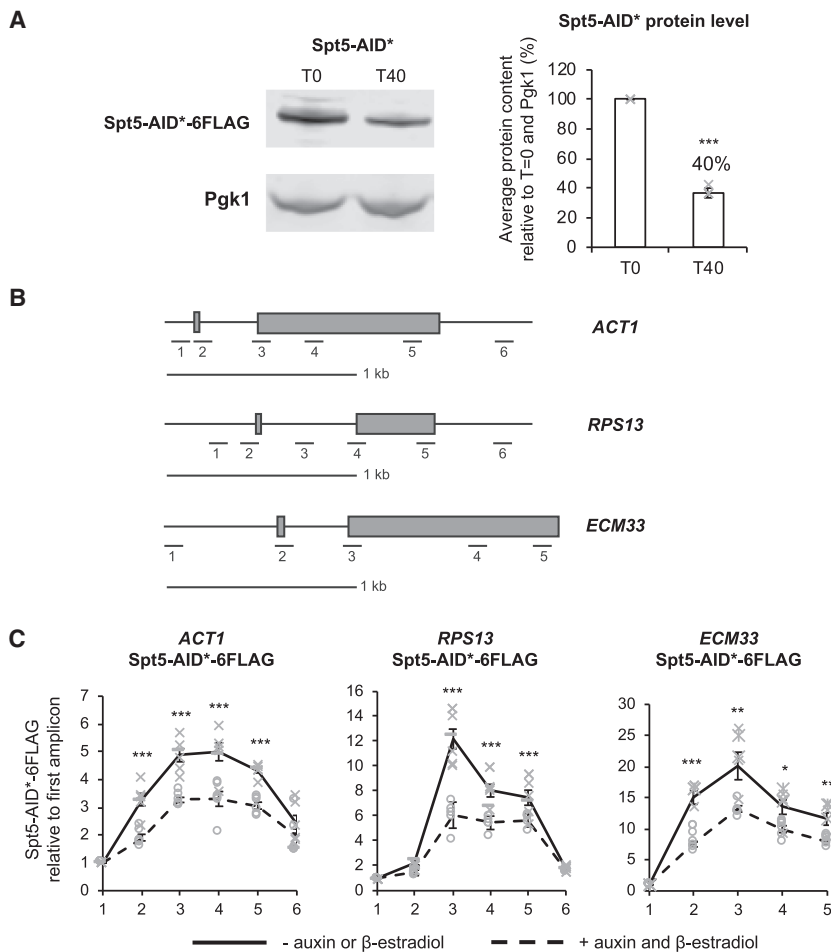 A
Spt5-AID*
T0 T40
Spt5-AID*-6FLAG
Pgk1
Spt5-AID* protein level
Average protein content
relative to T=0 and Pgk1 (%)
120
100
80
60
40
20
0
***
40%
T0 T40
B
ACT1
1 2 3 4 5 6
1 kb
RPS13
1 2 3 4 5 6
1 kb
ECM33
1 2 3 4 5
1 kb
C
ACT1
Spt5-AID*-6FLAG
Spt5-AID*-6FLAG
relative to first amplicon
7
6
5
4
3
2
1
0
*** *** *** ***
1 2 3 4 5 6
RPS13
Spt5-AID*-6FLAG
16
14
12
10
8
6
4
2
0
*** *** ***
1 2 3 4 5 6
ECM33
Spt5-AID*-6FLAG
30
25
20
15
10
5
0
*** ** * **
1 2 3 4 5
- auxin or β-estradiol + auxin and β-estradiol